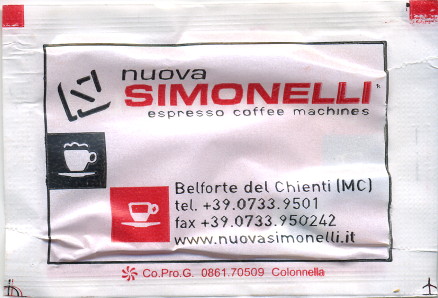 nuova
SIMONELLI
espresso coffee machines
Belforte del Chienti (MC)
tel. +39.0733.9501
fax +39.0733.950242
www.nuovasimonelli.it
Co.Pro.G. 0861.70509 Colonnella